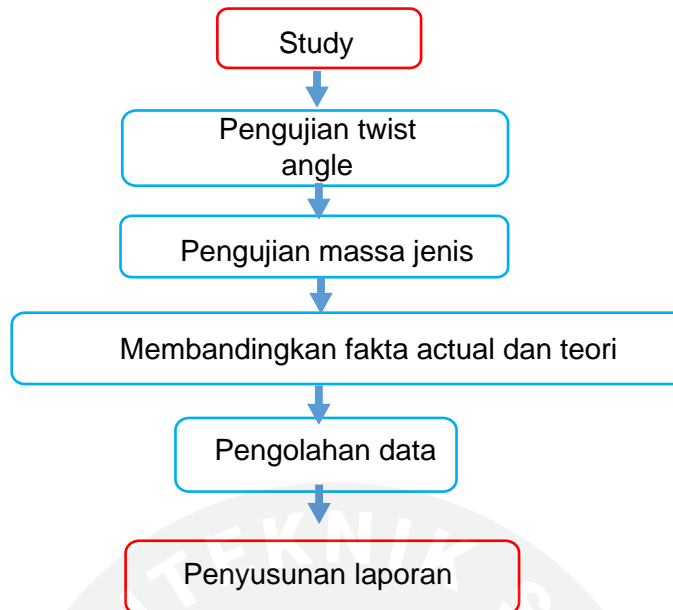 Study
Pengujian twist
angle
Pengujian massa jenis
Membandingkan fakta actual dan teori
Pengolahan data
Penyusunan laporan